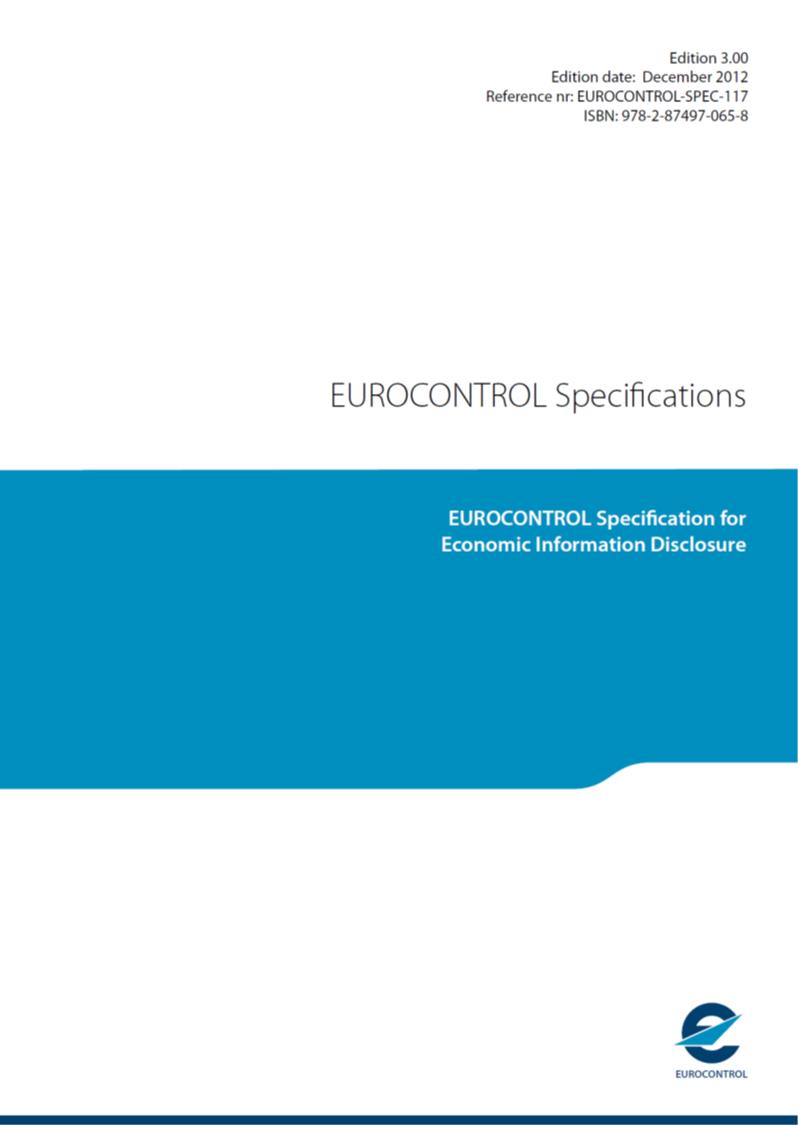 Edition 3.00
Edition date: December 2012
Reference nr: EUROCONTROL-SPEC-117
ISBN: 978-2-87497-065-8
EUROCONTROL Specifications
EUROCONTROL Specification for
Economic Information Disclosure
EUROCONTROL